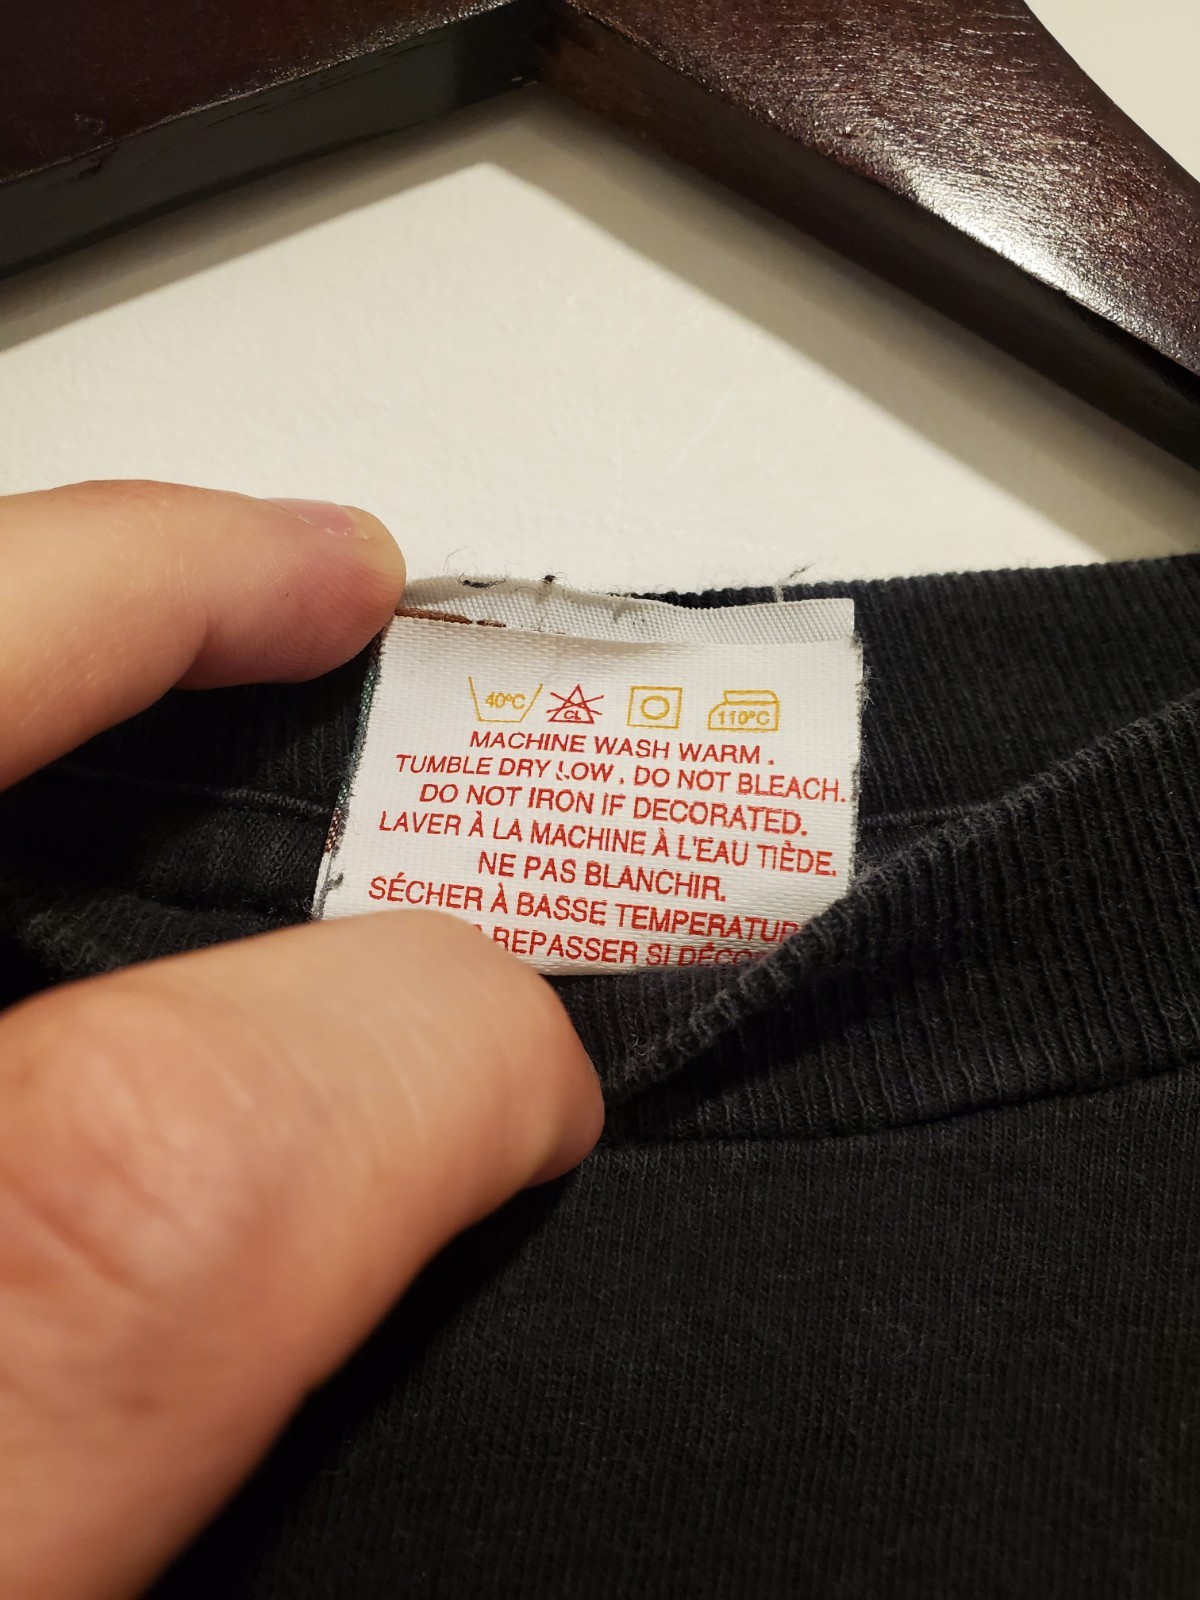 40°C CL 110°C
MACHINE WASH WARM.
TUMBLE DRY LOW. DO NOT BLEACH.
DO NOT IRON IF DECORATED.
LAVER À LA MACHINE À L'EAU TIÈDE.
NE PAS BLANCHIR.
SÉCHER À BASSE
REPASSER SI